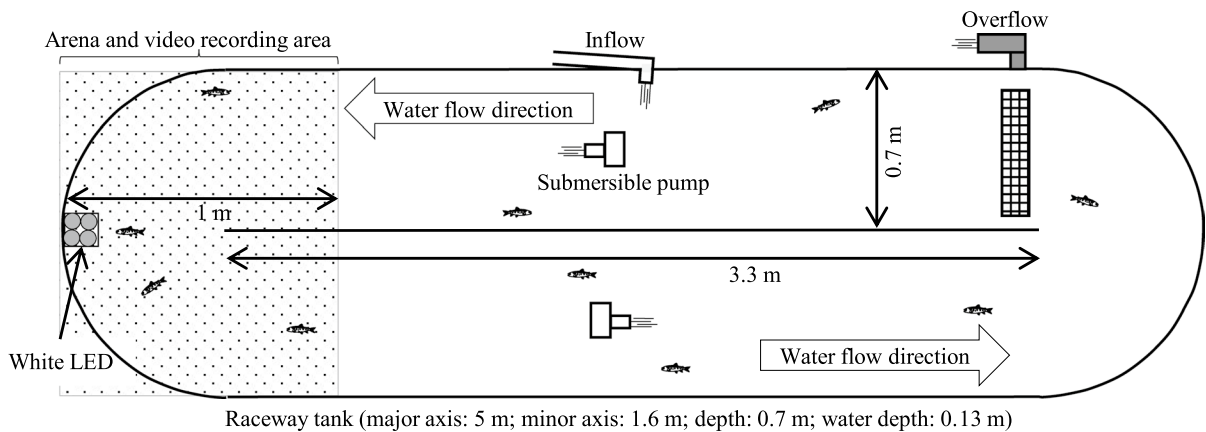 Overflow
Arena and video recording area
Inflow
Water flow direction
0.7 m
Submersible pump
1 m
3.3 m
White LED
Water flow direction
Raceway tank (major axis: 5 m; minor axis: 1.6 m; depth: 0.7 m; water depth: 0.13 m)